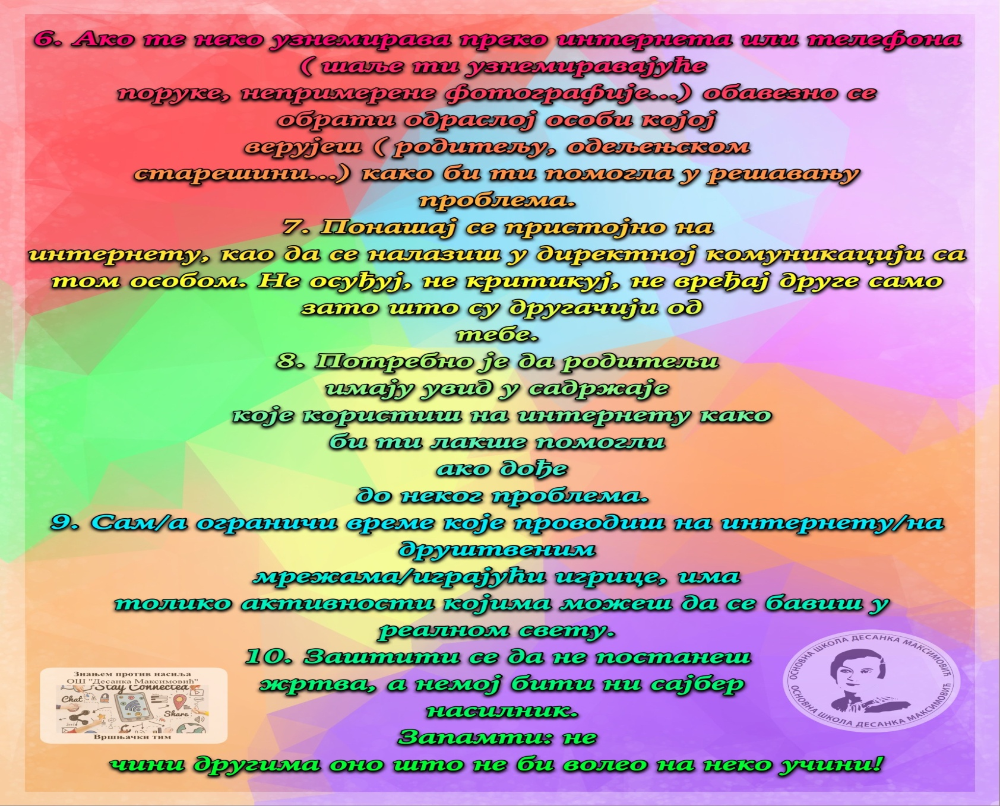 6. Ако те неко узнемирава преко интернета или телефона
( шаље ти узнемиравајуће
поруке, непримерене фотографије...) обавезно се
обрати одраслој особи којој
верујеш ( родитељу, одељењском
старешини...) како би ти помогла у решавању
проблема.
7. Понашај се пристојно на
интернету, као да се налазиш у директној комуникацији са
том особом. Не осуђуј, не критикуј, не вређај друге само
зато што су другачији од
тебе.
8. Потребно је да родитељи
имају увид у садржаје
које користиш на интернету како
би ти лакше помогли
ако дође
до неког проблема.
9. Сам/а ограничи време које проводиш на интернету/на
друштвеним
мрежама/играјући игрице, има
толико активности којима можеш да се бавиш у
реалном свету.
10. Заштити се да не постанеш
жртва, а немој бити ни сајбер
насилник.
Запамти: не
чини другима оно што не би волео на неко учини!
Знањем против насиља
ОШ "Десанка Максимовић"
Stay Connected
Chat
Share
Вршњачки тим
ОСНОВНА ШКОЛА ДЕСАНКА МАКСИМОВИЋ
ОСНОВНА ШКОЛА ДЕСАНКА МАКСИМОВИЋ